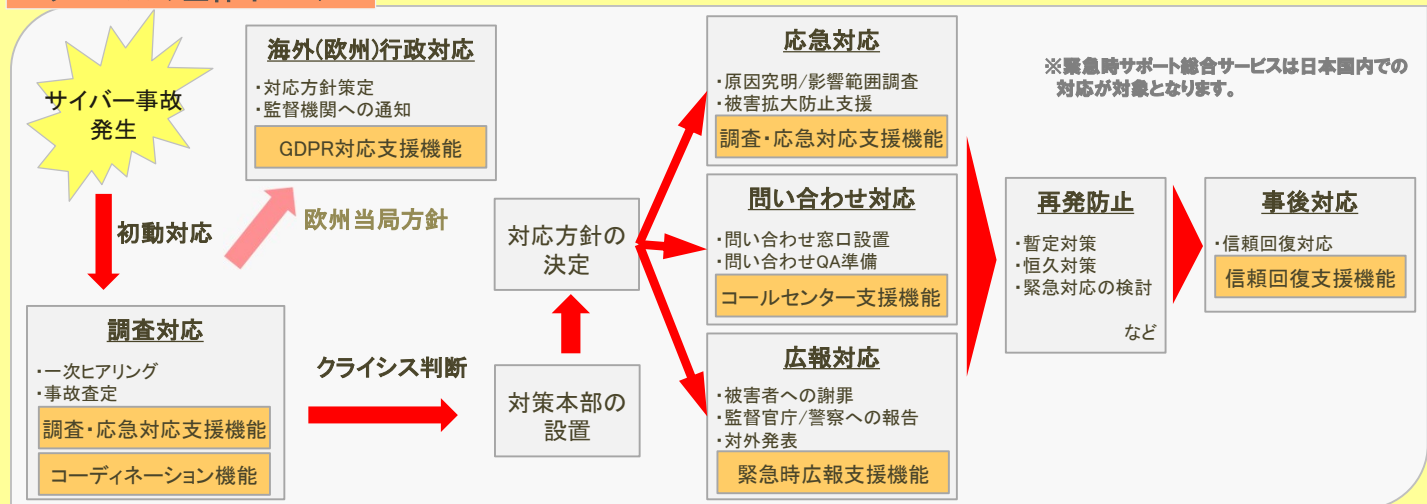 サイバー事故
発生
初動対応
海外(欧州)行政対応
・対応方針策定
・監督機関への通知
GDPR対応支援機能
欧州当局方針
調査対応
・一次ヒアリング
・事故査定
調査・応急対応支援機能
コーディネーション機能
クライシス判断
対策本部の
設置
対応方針の
決定
応急対応
・原因究明/影響範囲調査
・被害拡大防止支援
調査・応急対応支援機能
問い合わせ対応
・問い合わせ窓口設置
・問い合わせQA準備
コールセンター支援機能
広報対応
・被害者への謝罪
・監督官庁/警察への報告
・対外発表
緊急時広報支援機能
※緊急時サポート総合サービスは日本国内での
対応が対象となります。
再発防止
・暫定対策
・恒久対策
・緊急対応の検討
など
事後対応
・信頼回復対応
信頼回復支援機能